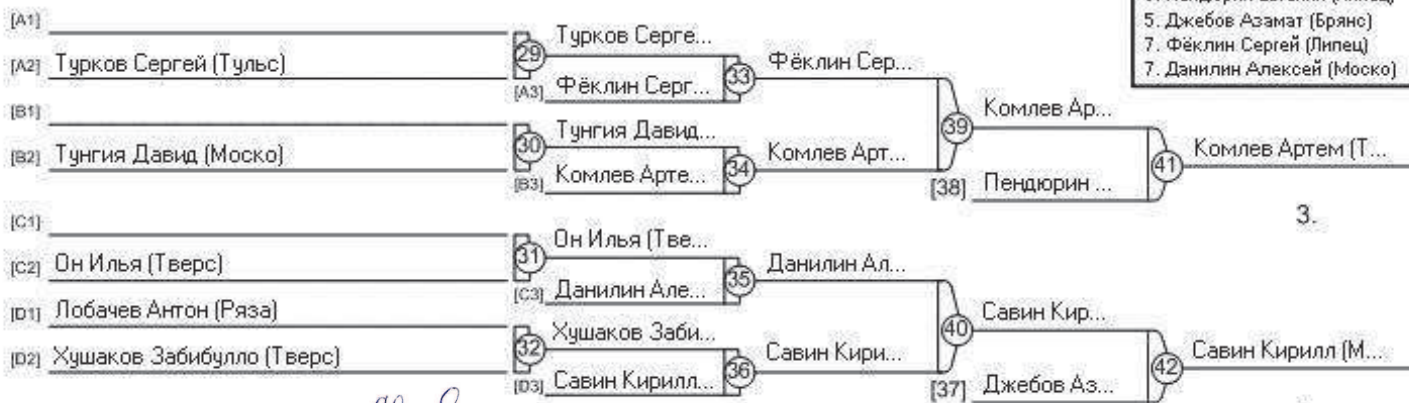 5. Джебов Азамат (Брянс)
7. Фёклин Сергей (Липец)
7. Данилин Алексей (Моско)
[A1]
[A2] Турков Сергей (Тульс)
29
Турков Серге...
[A3] Фёклин Серг...
33
Фёклин Сер...
[B1]
[B2] Тунгия Давид (Моско)
30
Тунгия Давид...
[B3] Комлев Арте...
34
Комлев Арт...
39
Комлев Ар...
[38] Пендюрин ...
41
Комлев Артем (Т...
3.
[C1]
[C2] Он Илья (Тверс)
31
Он Илья (Тве...
[C3] Данилин Але...
35
Данилин Ал...
[D1] Лобачев Антон (Ряза)
[D2] Хушаков Забибулло (Тверс)
32
Хушаков Заби...
[D3] Савин Кирилл...
36
Савин Кири...
40
Савин Кир...
[37] Джебов Аз...
42
Савин Кирилл (М...